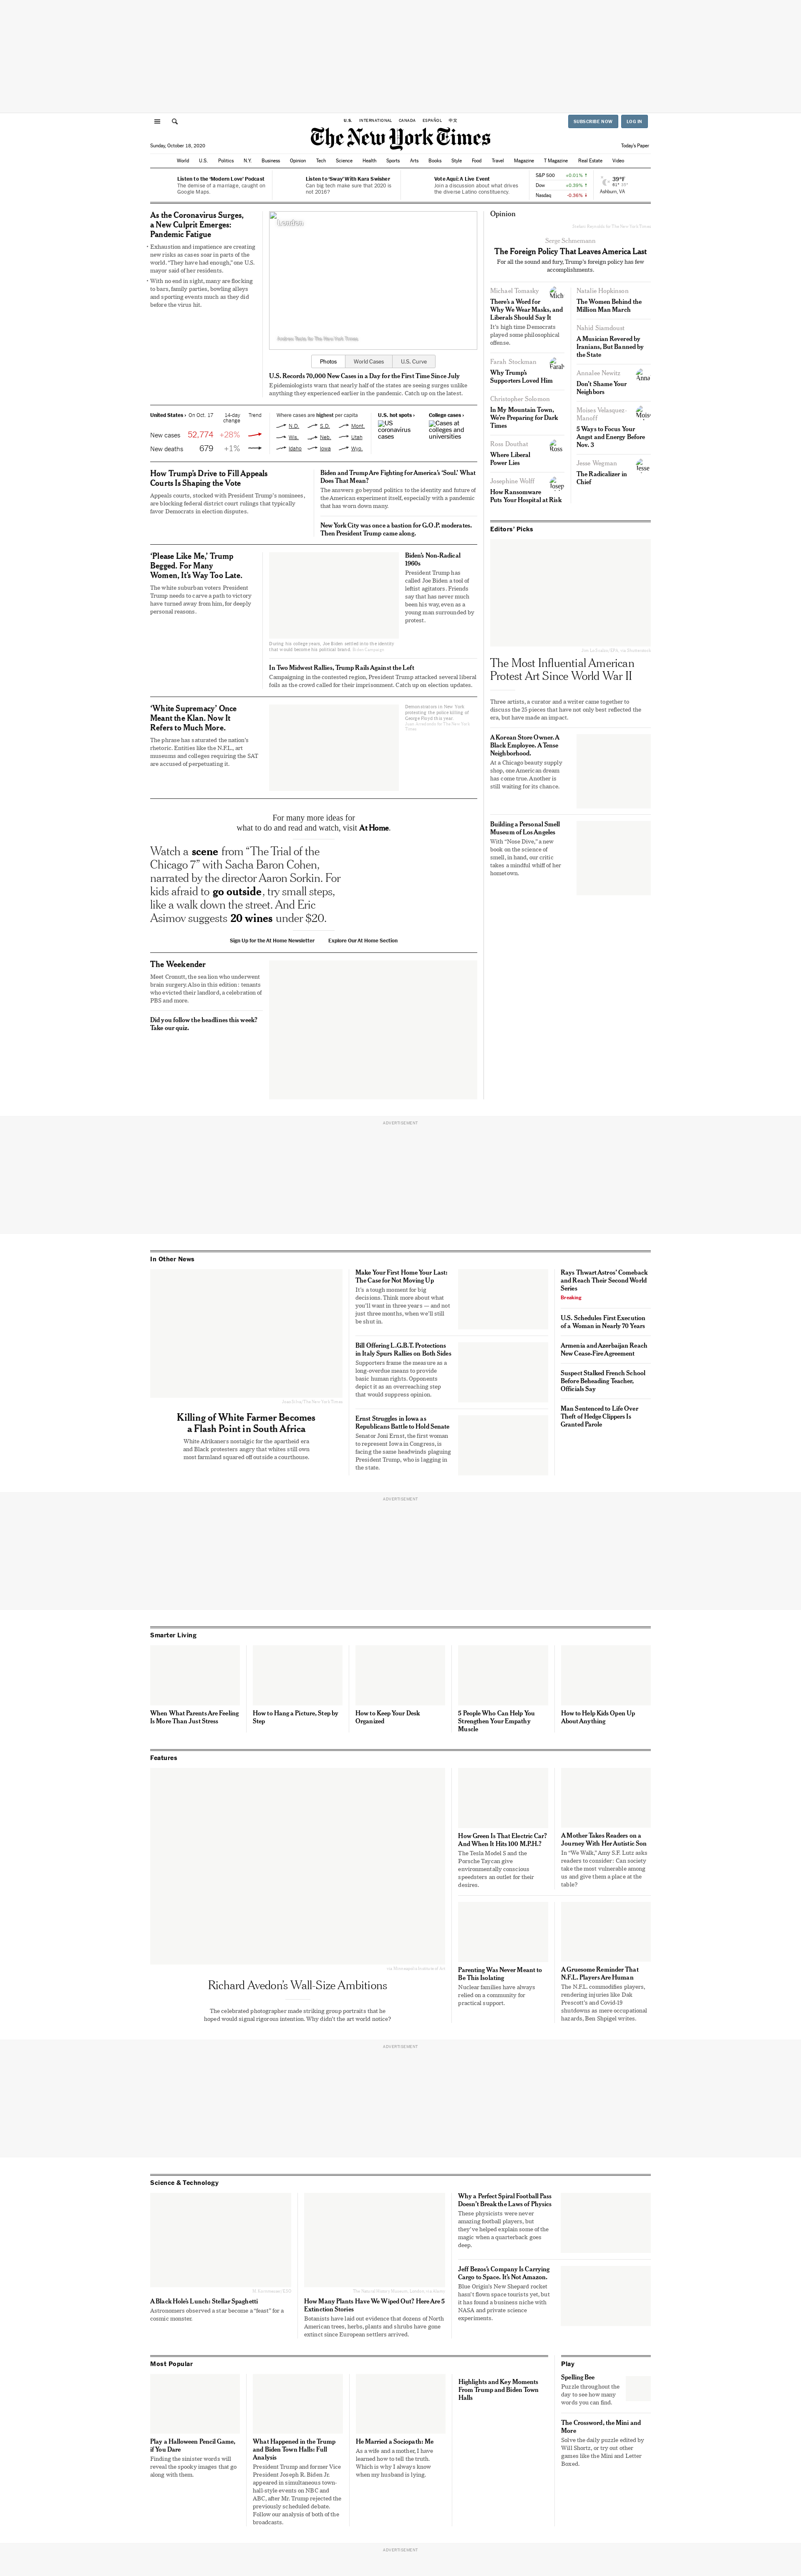 U.S.
INTERNATIONAL
CANADA
ESPAÑOL
中文
SUBSCRIBE NOW
LOG IN
The New York Times
Sunday, October 18, 2020
Today's Paper
World
U.S.
Politics
N.Y.
Business
Opinion
Tech
Science
Health
Sports
Arts
Books
Style
Food
Travel
Magazine
T Magazine
Real Estate
Video
Listen to the 'Modern Love' Podcast
The demise of a marriage, caught on
Google Maps.
Listen to 'Sway' With Kara Swisher
Can big tech make sure that 2020 is
not 2016?
Vote Aquí: A Live Event
Join a discussion about what drives
the diverse Latino constituency.
S&P 500 +0.01% ↑
Dow +0.39% ↑
Nasdaq -0.36% ↓
39°F
Ashburn, VA
As the Coronavirus Surges,
a New Culprit Emerges:
Pandemic Fatigue
• Exhaustion and impatience are creating
new risks as cases soar in parts of the
world. “They have had enough,” one U.S.
mayor said of their residents.
• With no end in sight, many are flocking
to bars, family parties, bowling alleys
and sporting events much as they did
before the virus hit.
London
Andrew Testa for The New York Times
Photos
World Cases
U.S. Curve
U.S. Records 70,000 New Cases in a Day for the First Time Since July
Epidemiologists warn that nearly half of the states are seeing surges unlike
anything they experienced earlier in the pandemic. Catch up on the latest.
United States › On Oct. 17
14-day
change
Trend
New cases 52,774 +28%
New deaths 679 +1%
Where cases are highest per capita
N.D.
S.D.
Mont.
Wis.
Neb.
Utah
Idaho
Iowa
Wyo.
U.S. hot spots ›
US
coronavirus
cases
College cases ›
Cases at
colleges and
universities
How Trump's Drive to Fill Appeals
Courts Is Shaping the Vote
Appeals courts, stocked with President Trump's nominees,
are blocking federal district court rulings that typically
favor Democrats in election disputes.
Biden and Trump Are Fighting for America's 'Soul.' What
Does That Mean?
The answers go beyond politics to the identity and future of
the American experiment itself, especially with a pandemic
that has worn down many.
New York City was once a bastion for G.O.P. moderates.
Then President Trump came along.
'Please Like Me,' Trump
Begged. For Many
Women, It's Way Too Late.
The white suburban voters President
Trump needs to carve a path to victory
have turned away from him, for deeply
personal reasons.
During his college years, Joe Biden settled into the identity
that would become his political brand. Biden Campaign
Biden's Non-Radical
1960s
President Trump has
called Joe Biden a tool of
leftist agitators. Friends
say that has never much
been his way, even as a
young man surrounded by
protest.
In Two Midwest Rallies, Trump Rails Against the Left
Campaigning in the contested region, President Trump attacked several liberal
foils as the crowd called for their imprisonment. Catch up on election updates.
'White Supremacy' Once
Meant the Klan. Now It
Refers to Much More.
The phrase has saturated the nation's
rhetoric. Entities like the N.F.L., art
museums and colleges requiring the SAT
are accused of perpetuating it.
Demonstrators in New York
protesting the police killing of
George Floyd this year.
For many more ideas for
what to do and read and watch, visit At Home.
Watch a scene from “The Trial of the
Chicago 7” with Sacha Baron Cohen,
narrated by the director Aaron Sorkin. For
kids afraid to go outside, try small steps,
like a walk down the street. And Eric
Asimov suggests 20 wines under $20.
Sign Up for the At Home Newsletter
Explore Our At Home Section
The Weekender
Meet Cronutt, the sea lion who underwent
brain surgery. Also in this edition: tenants
who evicted their landlord, a celebration of
PBS and more.
Did you follow the headlines this week?
Take our quiz.
Opinion
Serge Schmemann
The Foreign Policy That Leaves America Last
For all the sound and fury, Trump's foreign policy has few
accomplishments.
Michael Tomasky
There's a Word for
Why We Wear Masks, and
Liberals Should Say It
It's high time Democrats
played some philosophical
offense.
Mich
Farah Stockman
Why Trump's
Supporters Loved Him
Farah
Christopher Solomon
In My Mountain Town,
We're Preparing for Dark
Times
Ross Douthat
Where Liberal
Power Lies
Ross
Josephine Wolff
How Ransomware
Puts Your Hospital at Risk
Josep
Natalie Hopkinson
The Women Behind the
Million Man March
Nahid Siamdoust
A Musician Revered by
Iranians, But Banned by
the State
Annalee Newitz
Don't Shame Your
Neighbors
Anna
Moises Velasquez-
Manoff
5 Ways to Focus Your
Angst and Energy Before
Nov. 3
Moise
Jesse Wegman
The Radicalizer in
Chief
Jesse
Editors' Picks
The Most Influential American
Protest Art Since World War II
Three artists, a curator and a writer came together to
discuss the 25 pieces that have not only best reflected the
era, but have made an impact.
A Korean Store Owner. A
Black Employee. A Tense
Neighborhood.
At a Chicago beauty supply
shop, one American dream
has come true. Another is
still waiting for its chance.
Building a Personal Smell
Museum of Los Angeles
With “Nose Dive,” a new
book on the science of
smell, in hand, our critic
takes a mindful whiff of her
hometown.
ADVERTISEMENT
In Other News
Killing of White Farmer Becomes
a Flash Point in South Africa
White Afrikaners nostalgic for the apartheid era
and Black protesters angry that whites still own
most farmland squared off outside a courthouse.
Make Your First Home Your Last:
The Case for Not Moving Up
It's a tough moment for big
decisions. Think more about what
you'll want in three years — and not
just three months, when we'll still
be shut in.
Bill Offering L.G.B.T. Protections
in Italy Spurs Rallies on Both Sides
Supporters frame the measure as a
long-overdue means to provide
basic human rights. Opponents
depict it as an overreaching step
that would suppress opinion.
Ernst Struggles in Iowa as
Republicans Battle to Hold Senate
Senator Joni Ernst, the first woman
to represent Iowa in Congress, is
facing the same headwinds plaguing
President Trump, who is lagging in
the state.
Rays Thwart Astros' Comeback
and Reach Their Second World
Series
Breaking
U.S. Schedules First Execution
of a Woman in Nearly 70 Years
Armenia and Azerbaijan Reach
New Cease-Fire Agreement
Suspect Stalked French School
Before Beheading Teacher,
Officials Say
Man Sentenced to Life Over
Theft of Hedge Clippers Is
Granted Parole
ADVERTISEMENT
Smarter Living
When What Parents Are Feeling
Is More Than Just Stress
How to Hang a Picture, Step by
Step
How to Keep Your Desk
Organized
5 People Who Can Help You
Strengthen Your Empathy
Muscle
How to Help Kids Open Up
About Anything
Features
Richard Avedon's Wall-Size Ambitions
The celebrated photographer made striking group portraits that he
hoped would signal rigorous intention. Why didn't the art world notice?
How Green Is That Electric Car?
And When It Hits 100 M.P.H.?
The Tesla Model S and the
Porsche Taycan give
environmentally conscious
speedsters an outlet for their
desires.
A Mother Takes Readers on a
Journey With Her Autistic Son
In “We Walk,” Amy S.F. Lutz asks
readers to consider: Can society
take the most vulnerable among
us and give them a place at the
table?
Parenting Was Never Meant to
Be This Isolating
Nuclear families have always
relied on a community for
practical support.
A Gruesome Reminder That
N.F.L. Players Are Human
The N.F.L. commodifies players,
rendering injuries like Dak
Prescott's and Covid-19
shutdowns as mere occupational
hazards, Ben Shpigel writes.
ADVERTISEMENT
Science & Technology
A Black Hole's Lunch: Stellar Spaghetti
Astronomers observed a star become a “feast” for a
cosmic monster.
The Natural History Museum, London, via Alamy
How Many Plants Have We Wiped Out? Here Are 5
Extinction Stories
Botanists have laid out evidence that dozens of North
American trees, herbs, plants and shrubs have gone
extinct since European settlers arrived.
Why a Perfect Spiral Football Pass
Doesn't Break the Laws of Physics
These physicists were never
amazing football players, but
they've helped explain some of the
magic when a quarterback goes
deep.
Jeff Bezos's Company Is Carrying
Cargo to Space. It's Not Amazon.
Blue Origin's New Shepard rocket
hasn't flown space tourists yet, but
it has found a business niche with
NASA and private science
experiments.
Most Popular
Play a Halloween Pencil Game,
if You Dare
Finding the sinister words will
reveal the spooky images that go
along with them.
What Happened in the Trump
and Biden Town Halls: Full
Analysis
President Trump and former Vice
President Joseph R. Biden Jr.
appeared in simultaneous town-
hall-style events on NBC and
ABC, after Mr. Trump rejected the
previously scheduled debate.
Follow our analysis of both of the
broadcasts.
He Married a Sociopath: Me
As a wife and a mother, I have
learned how to tell the truth.
Which is why I always know
when my husband is lying.
Highlights and Key Moments
From Trump and Biden Town
Halls
Play
Spelling Bee
Puzzle throughout the
day to see how many
words you can find.
The Crossword, the Mini and
More
Solve the daily puzzle edited by
Will Shortz, or try out other
games like the Mini and Letter
Boxed.
ADVERTISEMENT